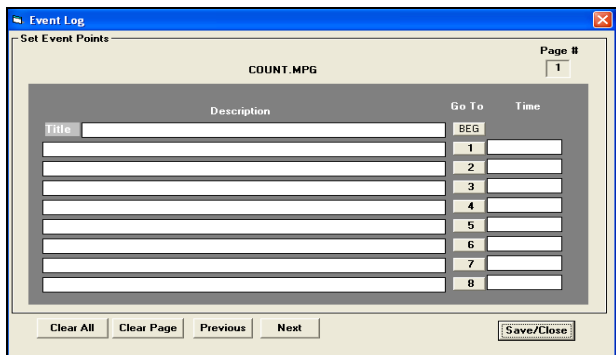 Event Log
Set Event Points
Page #
COUNT.MPG
1
Description Go To Time
Title BEG
1
2
3
4
5
6
7
8
Clear All Clear Page Previous Next Save/Close